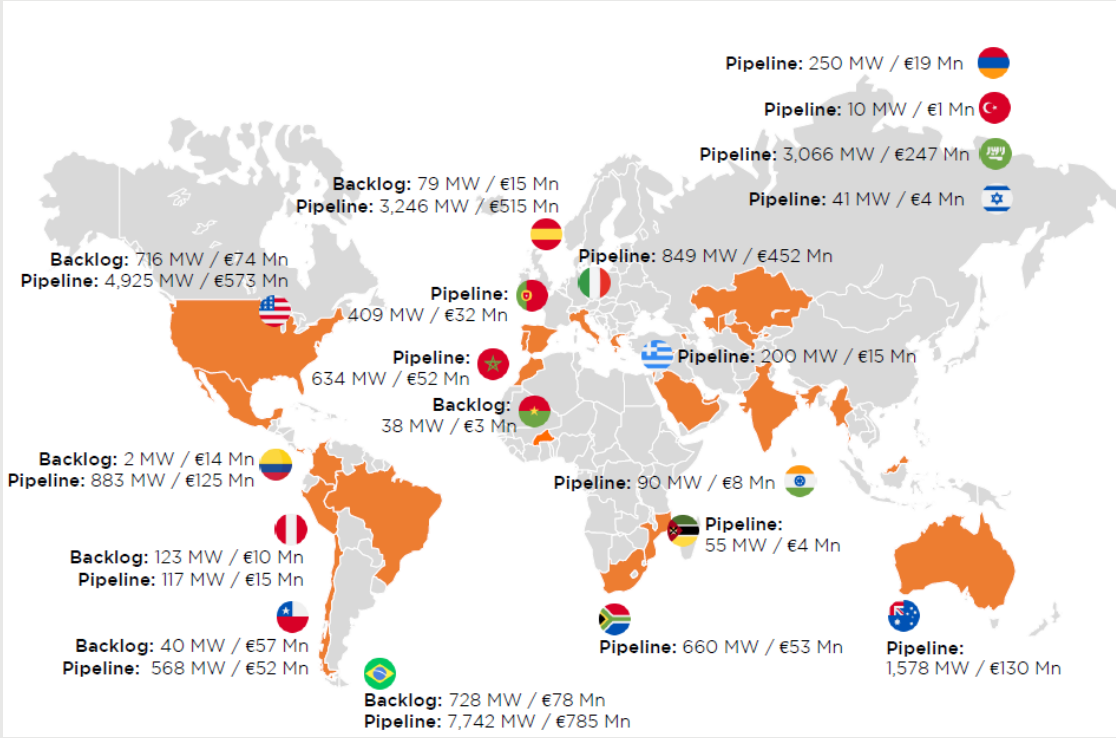 Pipeline: 250 MW / €19 Mn
Pipeline: 10 MW / €1 Mn
Pipeline: 3,066 MW / €247 Mn
Pipeline: 41 MW / €4 Mn
Backlog: 79 MW / €15 Mn
Pipeline: 3,246 MW / €515 Mn
Backlog: 716 MW / €74 Mn
Pipeline: 4,925 MW / €573 Mn
Pipeline: 849 MW / €452 Mn
Pipeline:
409 MW / €32 Mn
Pipeline:
634 MW / €52 Mn
Pipeline: 200 MW / €15 Mn
Backlog:
38 MW / €3 Mn
Backlog: 2 MW / €14 Mn
Pipeline: 883 MW / €125 Mn
Pipeline: 90 MW / €8 Mn
Pipeline:
55 MW / €4 Mn
Backlog: 123 MW / €10 Mn
Pipeline: 117 MW / €15 Mn
Backlog: 40 MW / €57 Mn
Pipeline: 568 MW / €52 Mn
Pipeline: 660 MW / €53 Mn
Pipeline:
1,578 MW / €130 Mn
Backlog: 728 MW / €78 Mn
Pipeline: 7,742 MW / €785 Mn